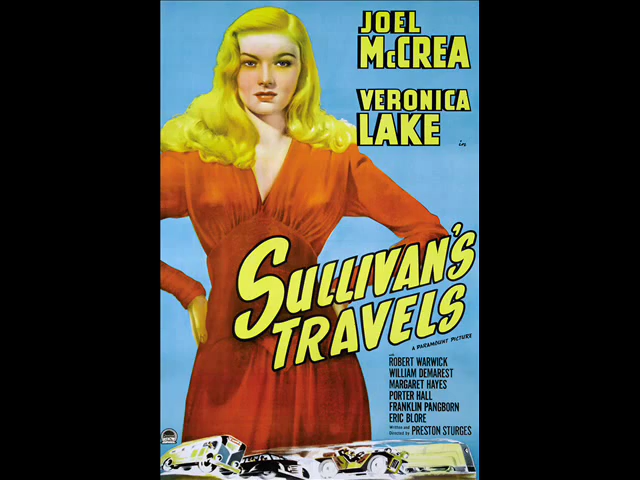 JOEL
McCREA
VERONICA
LAKE
in
SULLIVAN'S
TRAVELS
A PARAMOUNT PICTURE
with
ROBERT WARWICK
WILLIAM DEMAREST
MARGARET HAYES
PORTER HALL
FRANKLIN PANGBORN
ERIC BLORE
Written and
Directed by PRESTON STURGES